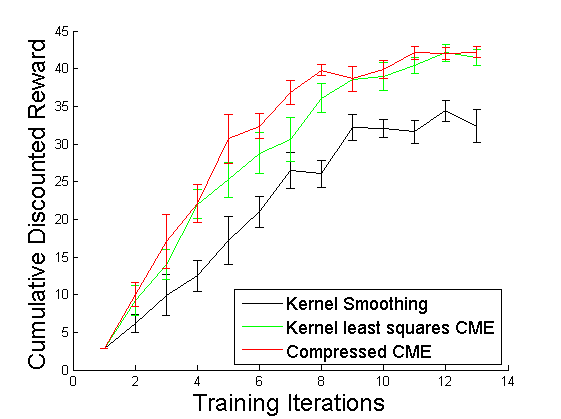 45
40
35
30
25
20
15
10
5
0
0 2 4 6 8 10 12 14
Cumulative Discounted Reward
Training Iterations
Kernel Smoothing
Kernel least squares CME
Compressed CME